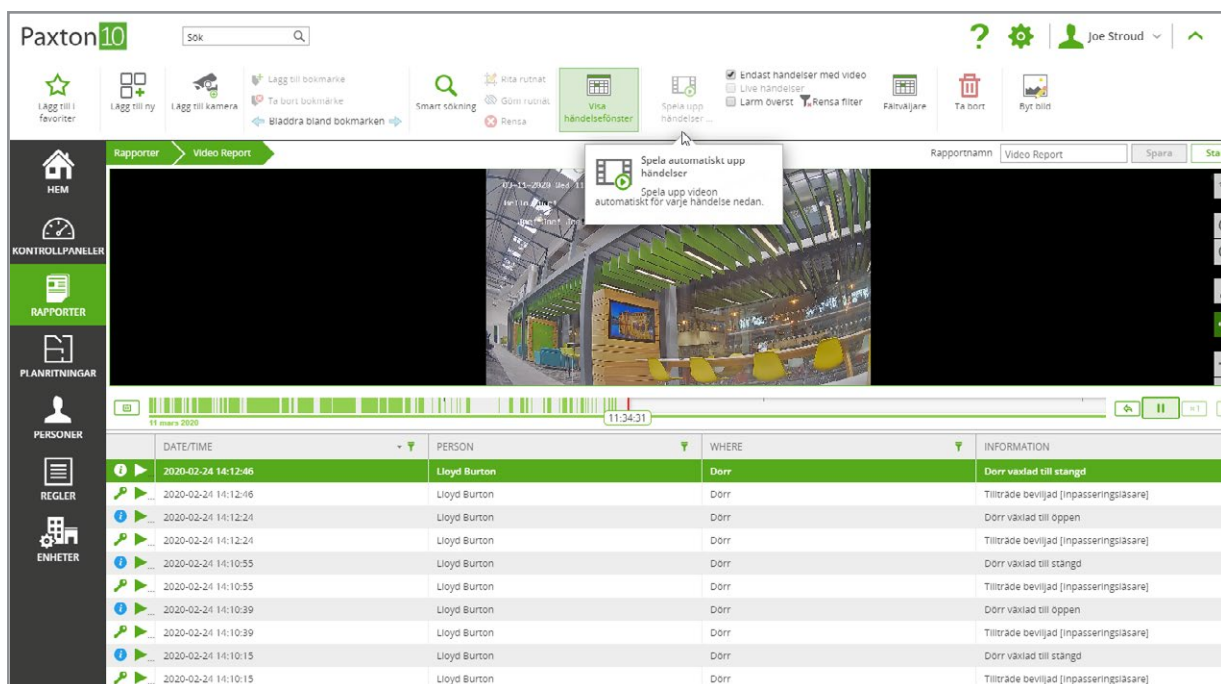 Paxton10
Sök
?
Joe Stroud
Lägg till i favoriter
Lägg till ny
Lägg till kamera
Lägg till bokmärke
Ta bort bokmärke
Bläddra bland bokmärken
Smart sökning
Rita rutnät
Göm rutnät
Rensa
Visa händelsefönster
Spela upp händelser ...
Endast händelser med video
Live händelser
Larm överst
Rensa filter
Fältväljare
Ta bort
Byt bild
Rapporter
Video Report
Rapportnamn
Video Report
Spara
Sta
Spela automatiskt upp
händelser
Spela upp videon
automatiskt för varje händelse nedan.
HEM
KONTROLLPANELER
RAPPORTER
PLANRITNINGAR
PERSONER
REGLER
ENHETER
03-11-2020 Wed 11
11 mars 2020
11:34:31
x1
DATE/TIME PERSON WHERE INFORMATION
2020-02-24 14:12:46 Lloyd Burton Dörr Dörr växlad till stängd
2020-02-24 14:12:46 Lloyd Burton Dörr Tillträde beviljad [Inpasseringsläsare]
2020-02-24 14:12:24 Lloyd Burton Dörr Dörr växlad till öppen
2020-02-24 14:12:24 Lloyd Burton Dörr Tillträde beviljad [Inpasseringsläsare]
2020-02-24 14:10:55 Lloyd Burton Dörr Dörr växlad till stängd
2020-02-24 14:10:55 Lloyd Burton Dörr Tillträde beviljad [Inpasseringsläsare]
2020-02-24 14:10:39 Lloyd Burton Dörr Dörr växlad till öppen
2020-02-24 14:10:39 Lloyd Burton Dörr Tillträde beviljad [Inpasseringsläsare]
2020-02-24 14:10:15 Lloyd Burton Dörr Dörr växlad till stängd
2020-02-24 14:10:15 Lloyd Burton Dörr Tillträde beviljad [Inpasseringsläsare]